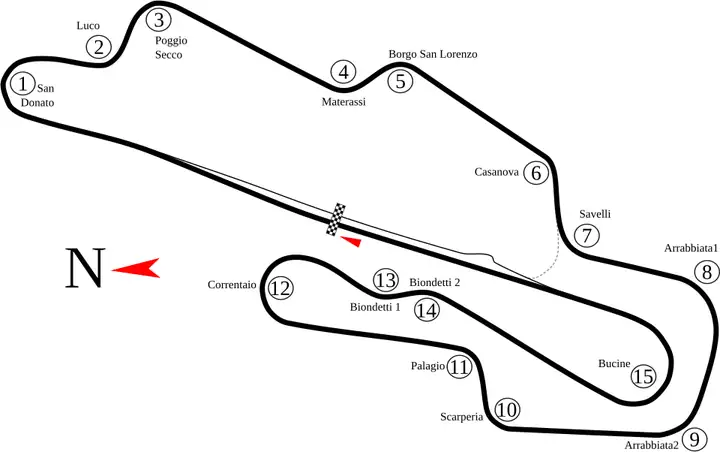 3
Luco
2
Poggio
Secco
Borgo San Lorenzo
4
5
1
San
Donato
Materassi
Casanova
6
Savelli
7
Arrabbiata1
N
8
Correntaio
12
13
Biondetti 2
Biondetti 1
14
Palagio
11
Bucine
15
Scarperia
10
Arrabbiata2
9